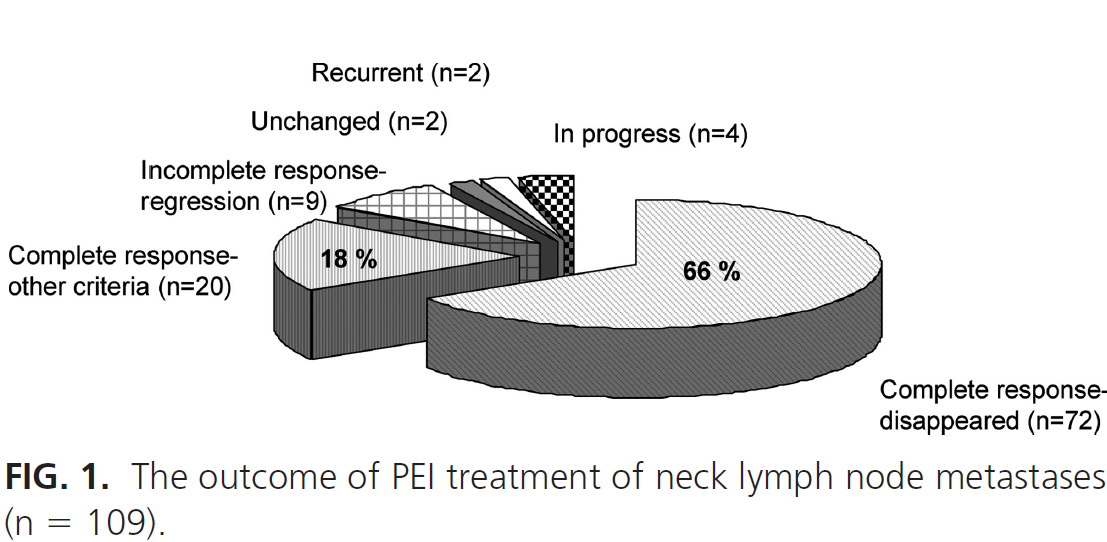 Recurrent (n=2)
Unchanged (n=2)
In progress (n=4)
Incomplete response-
regression (n=9)
Complete response-
other criteria (n=20)
18 %
66 %
Complete response-
disappeared (n=72)
FIG. 1. The outcome of PEI treatment of neck lymph node metastases
(n = 109).